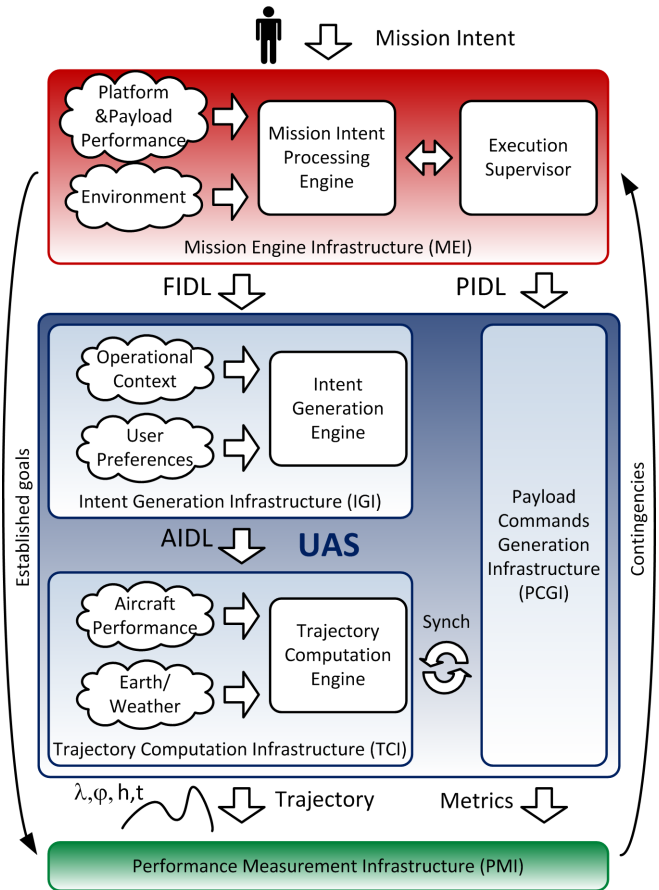 Mission Intent
Platform
&Payload
Performance
Environment
Mission Intent
Processing
Engine
Execution
Supervisor
Mission Engine Infrastructure (MEI)
FIDL
PIDL
Operational
Context
User
Preferences
Intent
Generation
Engine
Intent Generation Infrastructure (IGI)
AIDL
UAS
Aircraft
Performance
Earth/
Weather
Trajectory
Computation
Engine
Trajectory Computation Infrastructure (TCI)
Synch
Payload
Commands
Generation
Infrastructure
(PCGI)
Established goals
Contingencies
λ,φ, h,t
Trajectory
Metrics
Performance Measurement Infrastructure (PMI)